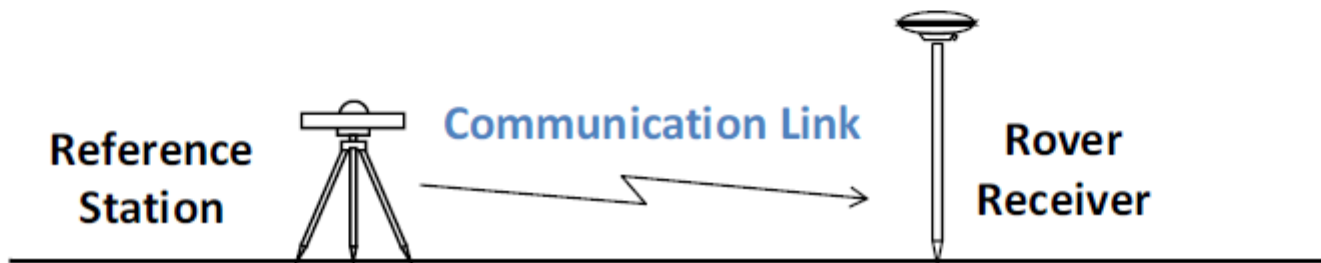 Reference
Station
Communication Link
Rover
Receiver